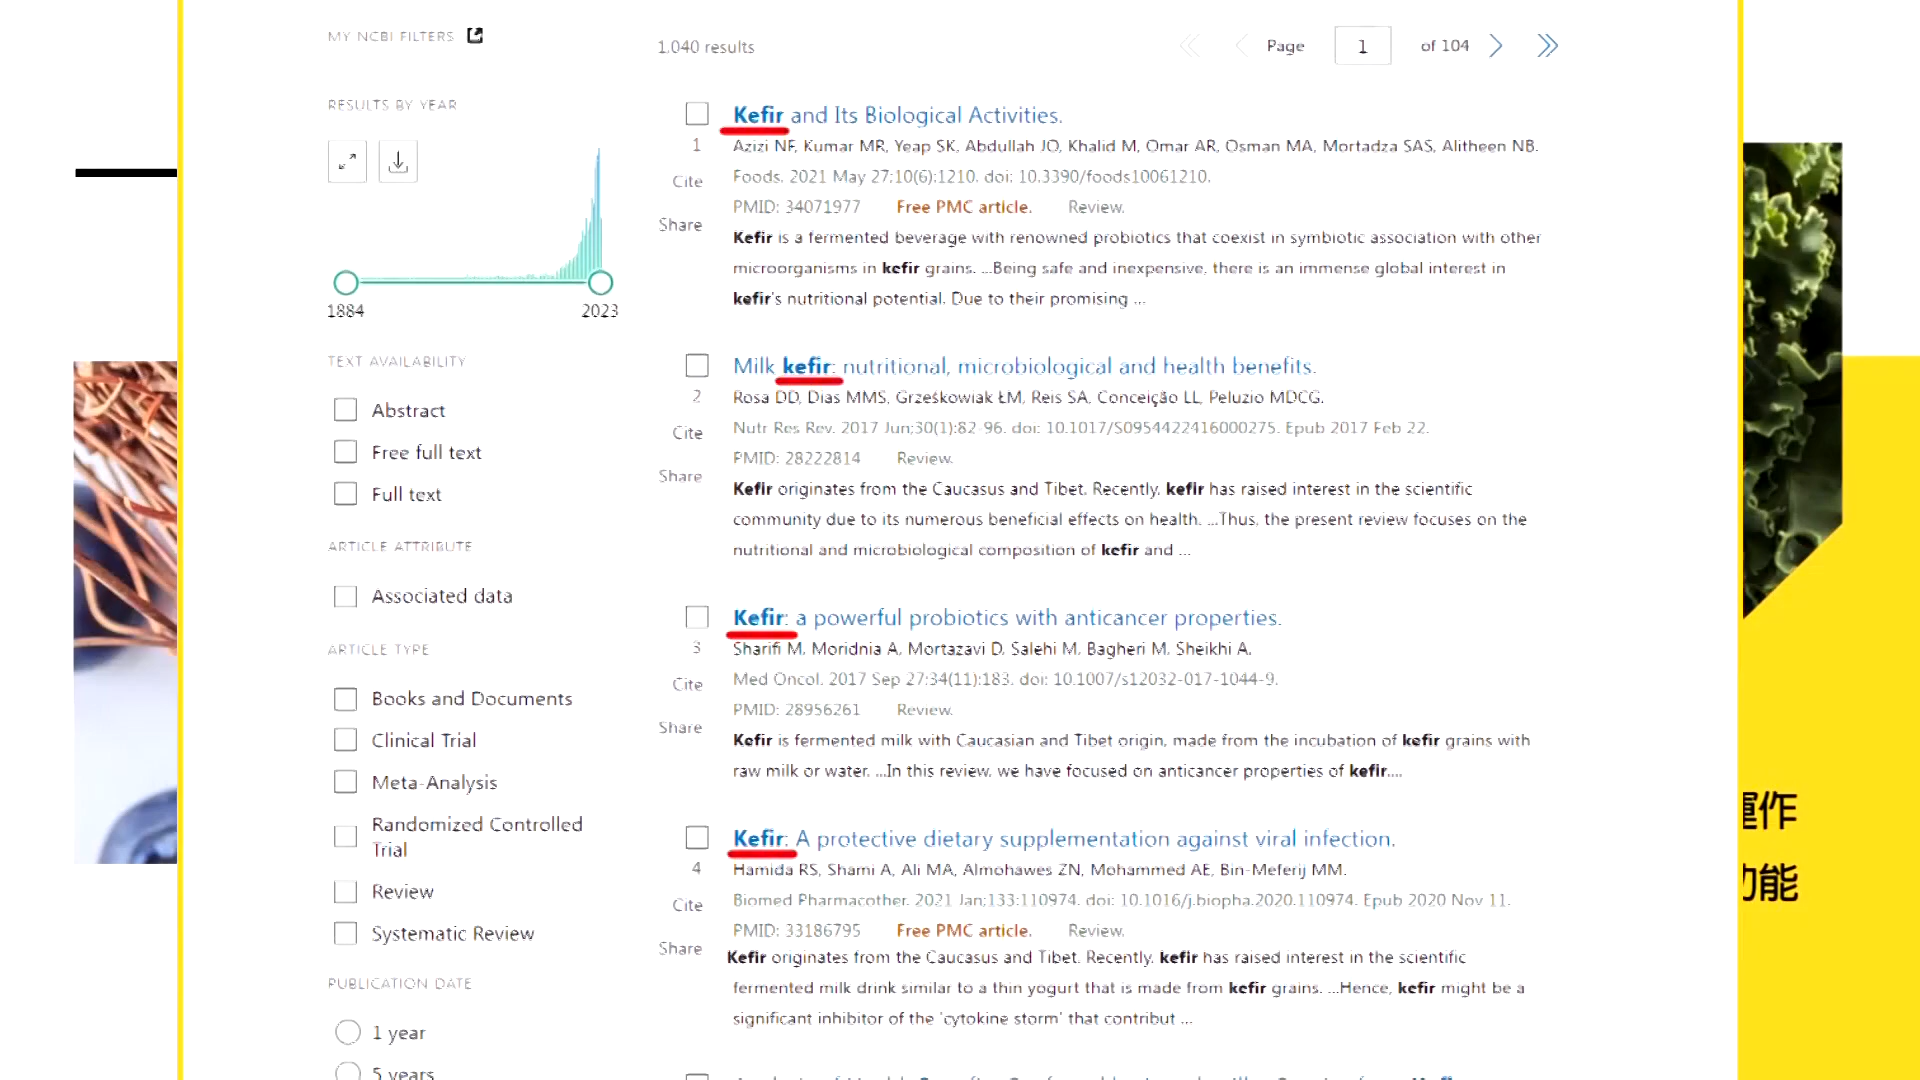 MY NCBI FILTERS
1,040 results
Page 1 of 104
RESULTS BY YEAR
1884
2023
TEXT AVAILABILITY
Abstract
Free full text
Full text
ARTICLE ATTRIBUTE
Associated data
ARTICLE TYPE
Books and Documents
Clinical Trial
Meta-Analysis
Randomized Controlled
Trial
Review
Systematic Review
PUBLICATION DATE
1 year
5 years
Kefir and Its Biological Activities.
1
Cite
Share
Azizi NF, Kumar MR, Yeap SK, Abdullah JO, Khalid M, Omar AR, Osman MA, Mortadza SAS, Alitheen NB.
Foods. 2021 May 27;10(6):1210. doi: 10.3390/foods10061210.
PMID: 34071977 Free PMC article. Review.
Kefir is a fermented beverage with renowned probiotics that coexist in symbiotic association with other
microorganisms in kefir grains. ...Being safe and inexpensive, there is an immense global interest in
kefir's nutritional potential. Due to their promising ...
Milk kefir: nutritional, microbiological and health benefits.
2
Cite
Share
Rosa DD, Dias MMS, Grześkowiak ŁM, Reis SA, Conceição LL, Peluzio MDCG.
Nutr Res Rev. 2017 Jun;30(1):82-96. doi: 10.1017/S0954422416000275. Epub 2017 Feb 22.
PMID: 28222814 Review.
Kefir originates from the Caucasus and Tibet. Recently, kefir has raised interest in the scientific
community due to its numerous beneficial effects on health. ...Thus, the present review focuses on the
nutritional and microbiological composition of kefir and ...
Kefir: a powerful probiotics with anticancer properties.
3
Cite
Share
Sharifi M, Moridnia A, Mortazavi D, Salehi M, Bagheri M, Sheikhi A.
Med Oncol. 2017 Sep 27;34(11):183. doi: 10.1007/s12032-017-1044-9.
PMID: 28956261 Review.
Kefir is fermented milk with Caucasian and Tibet origin, made from the incubation of kefir grains with
raw milk or water. ...In this review, we have focused on anticancer properties of kefir....
Kefir: A protective dietary supplementation against viral infection.
4
Cite
Share
Hamida RS, Shami A, Ali MA, Almohawes ZN, Mohammed AE, Bin-Meferij MM.
Biomed Pharmacother. 2021 Jan;133:110974. doi: 10.1016/j.biopha.2020.110974. Epub 2020 Nov 11.
PMID: 33186795 Free PMC article. Review.
Kefir originates from the Caucasus and Tibet. Recently, kefir has raised interest in the scientific
fermented milk drink similar to a thin yogurt that is made from kefir grains. ...Hence, kefir might be a
significant inhibitor of the 'cytokine storm' that contribut ...
運作
功能